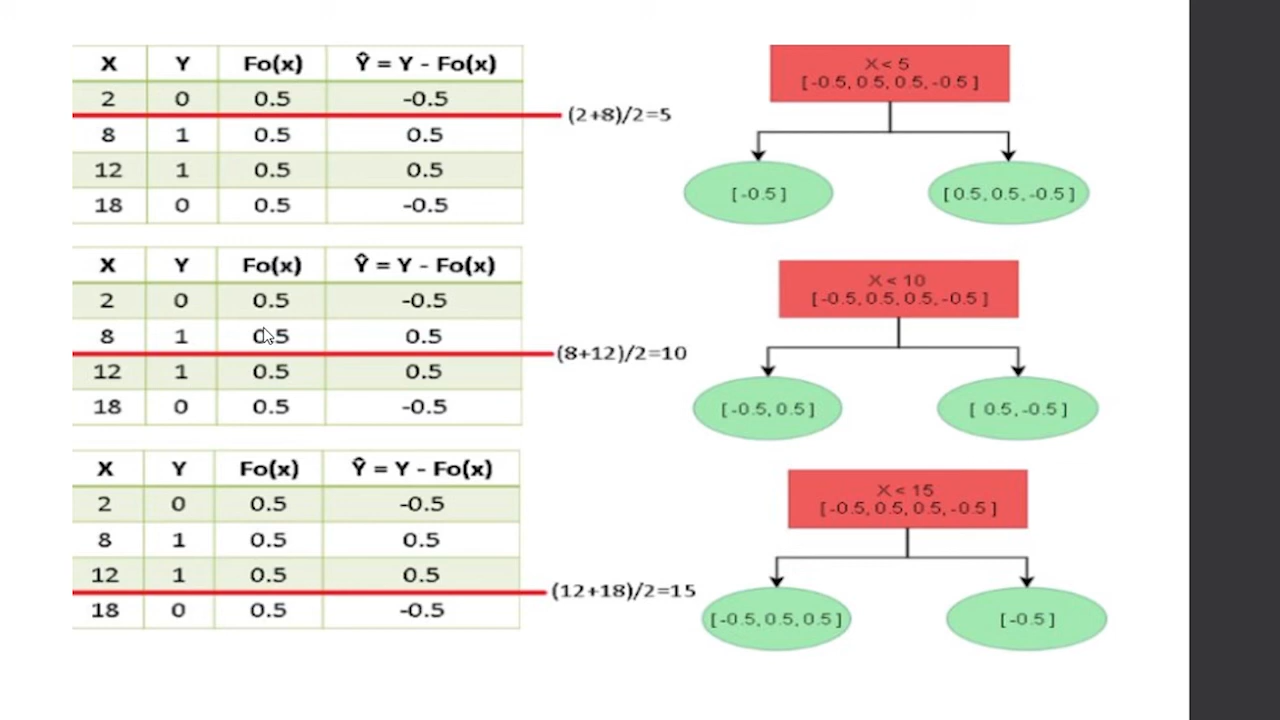 X Y Fo(x) Ŷ = Y - Fo(x)
2 0 0.5 -0.5
(2+8)/2=5
8 1 0.5 0.5
12 1 0.5 0.5
18 0 0.5 -0.5
X < 5
[ -0.5, 0.5, 0.5, -0.5 ]
[ -0.5 ]
[ 0.5, 0.5, -0.5 ]
X Y Fo(x) Ŷ = Y - Fo(x)
2 0 0.5 -0.5
8 1 0.5 0.5
(8+12)/2=10
12 1 0.5 0.5
18 0 0.5 -0.5
X < 10
[ -0.5, 0.5, 0.5, -0.5 ]
[ -0.5, 0.5 ]
[ 0.5, -0.5 ]
X Y Fo(x) Ŷ = Y - Fo(x)
2 0 0.5 -0.5
8 1 0.5 0.5
12 1 0.5 0.5
(12+18)/2=15
18 0 0.5 -0.5
X < 15
[ -0.5, 0.5, 0.5, -0.5 ]
[ -0.5, 0.5, 0.5 ]
[ -0.5 ]